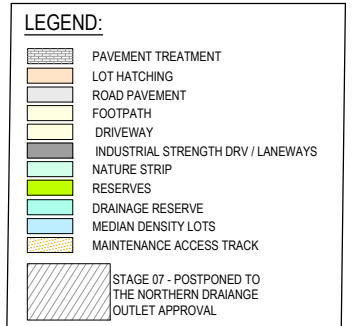 LEGEND:
PAVEMENT TREATMENT
LOT HATCHING
ROAD PAVEMENT
FOOTPATH
DRIVEWAY
INDUSTRIAL STRENGTH DRV / LANEWAYS
NATURE STRIP
RESERVES
DRAINAGE RESERVE
MEDIAN DENSITY LOTS
MAINTENANCE ACCESS TRACK
STAGE 07 - POSTPONED TO
THE NORTHERN DRAIANGE
OUTLET APPROVAL